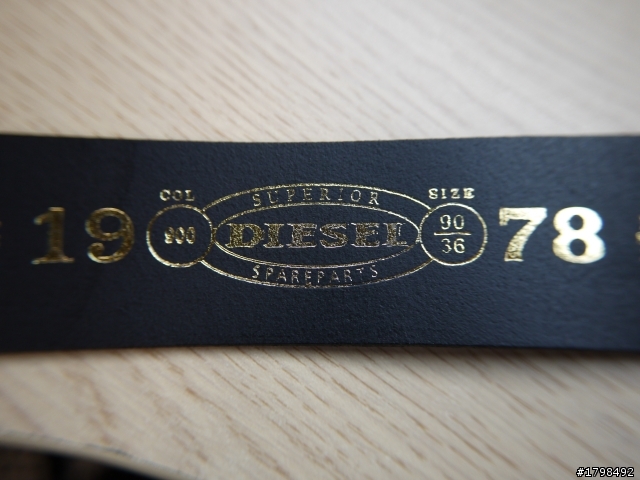 19
COL
900
SUPERIOR
DIESEL
SPAREPARTS
SIZE
90
36
78
#1798492